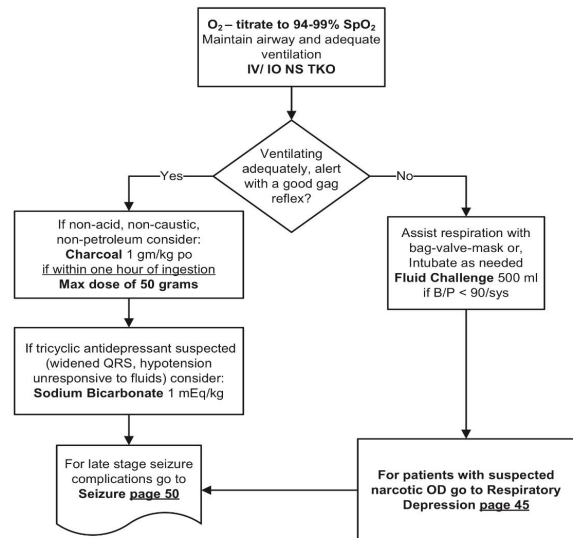 O₂ – titrate to 94-99% SpO₂
Maintain airway and adequate
ventilation
IV/ IO NS TKO
Ventilating
adequately, alert
with a good gag
reflex?
Yes
No
If non-acid, non-caustic,
non-petroleum consider:
Charcoal 1 gm/kg po
if within one hour of ingestion
Max dose of 50 grams
Assist respiration with
bag-valve-mask or,
Intubate as needed
Fluid Challenge 500 ml
if B/P < 90/sys
If tricyclic antidepressant suspected
(widened QRS, hypotension
unresponsive to fluids) consider:
Sodium Bicarbonate 1 mEq/kg
For late stage seizure
complications go to
Seizure page 50
For patients with suspected
narcotic OD go to Respiratory
Depression page 45